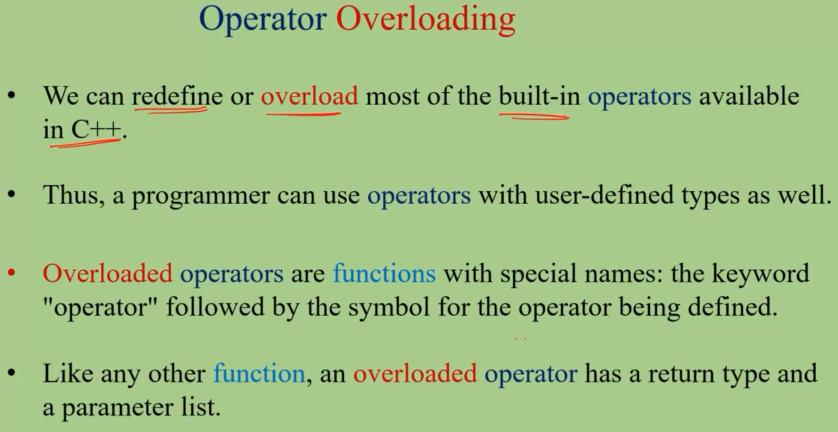 Operator Overloading
• We can redefine or overload most of the built-in operators available
in C++.
• Thus, a programmer can use operators with user-defined types as well.
• Overloaded operators are functions with special names: the keyword
"operator" followed by the symbol for the operator being defined.
• Like any other function, an overloaded operator has a return type and
a parameter list.